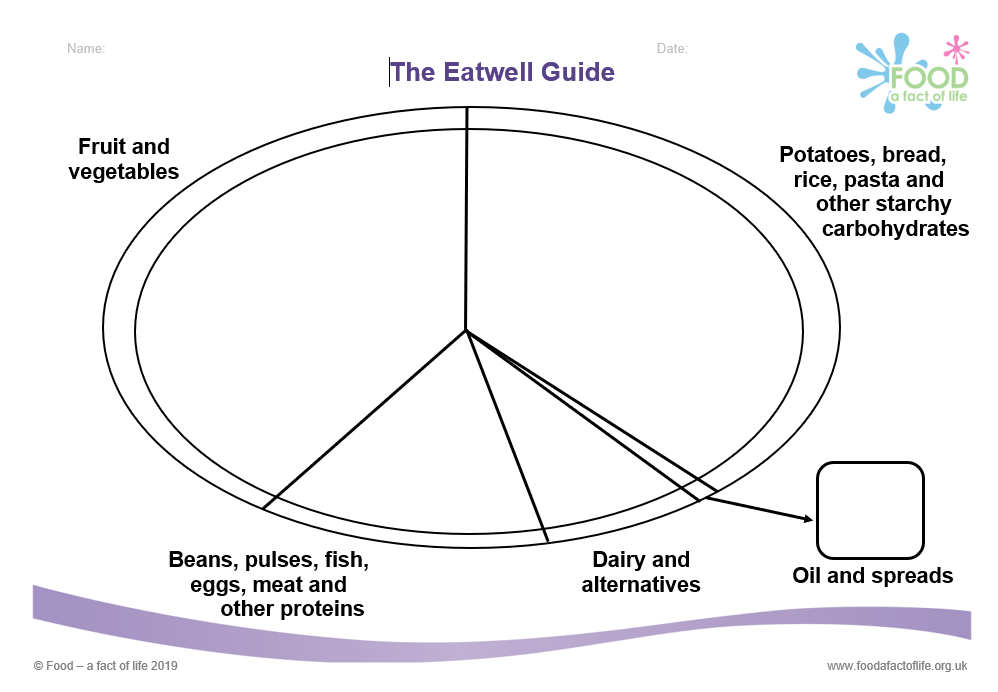 Name:
Date:
The Eatwell Guide
FOOD
a fact of life
Fruit and
vegetables
Potatoes, bread,
rice, pasta and
other starchy
carbohydrates
Beans, pulses, fish,
eggs, meat and
other proteins
Dairy and
alternatives
Oil and spreads
© Food – a fact of life 2019
www.foodafactoflife.org.uk